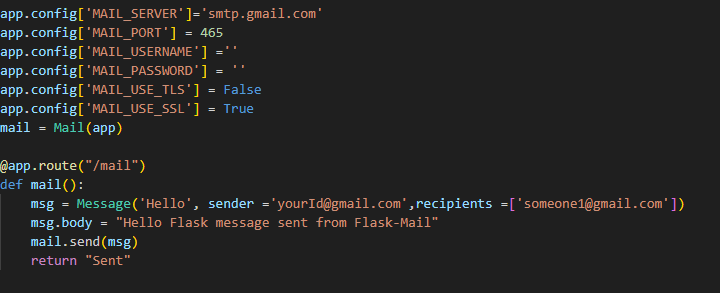 app.config['MAIL_SERVER']='smtp.gmail.com'
app.config['MAIL_PORT'] = 465
app.config['MAIL_USERNAME'] =''
app.config['MAIL_PASSWORD'] = ''
app.config['MAIL_USE_TLS'] = False
app.config['MAIL_USE_SSL'] = True
mail = Mail(app)

@app.route("/mail")
def mail():
    msg = Message('Hello', sender ='yourId@gmail.com',recipients =['someone1@gmail.com'])
    msg.body = "Hello Flask message sent from Flask-Mail"
    mail.send(msg)
    return "Sent"